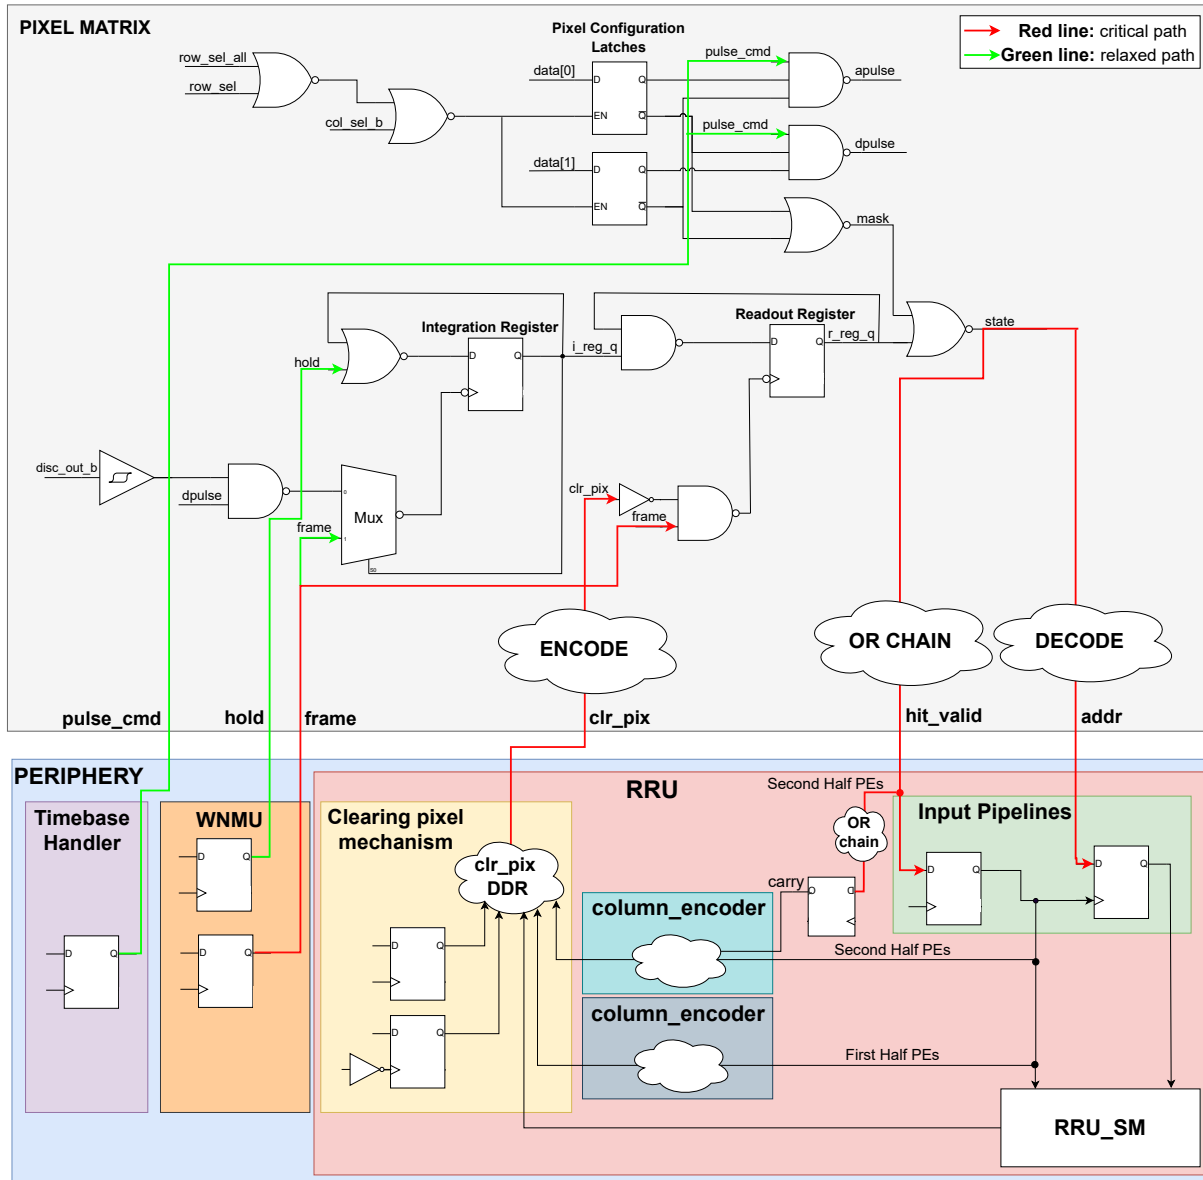 PIXEL MATRIX
Pixel Configuration
Latches
Red line: critical path
Green line: relaxed path
row_sel_all
row_sel
col_sel_b
data[0]
D
Q
EN
Q
pulse_cmd
apulse
pulse_cmd
dpulse
data[1]
D
Q
EN
Q
mask
Integration Register
Readout Register
hold
D
Q
i_reg_q
D
Q
r_reg_q
state
disc_out_b
dpulse
0
Mux
frame
1
S0
clr_pix
frame
ENCODE
OR CHAIN
DECODE
pulse_cmd
hold
frame
clr_pix
hit_valid
addr
PERIPHERY
RRU
Timebase
Handler
D
Q
WNMU
D
Q
D
Q
Clearing pixel
mechanism
clr_pix
DDR
D
Q
D
Q
Second Half PEs
OR
chain
carry
D
Q
Input Pipelines
D
Q
D
Q
column_encoder
Second Half PEs
column_encoder
First Half PEs
RRU_SM